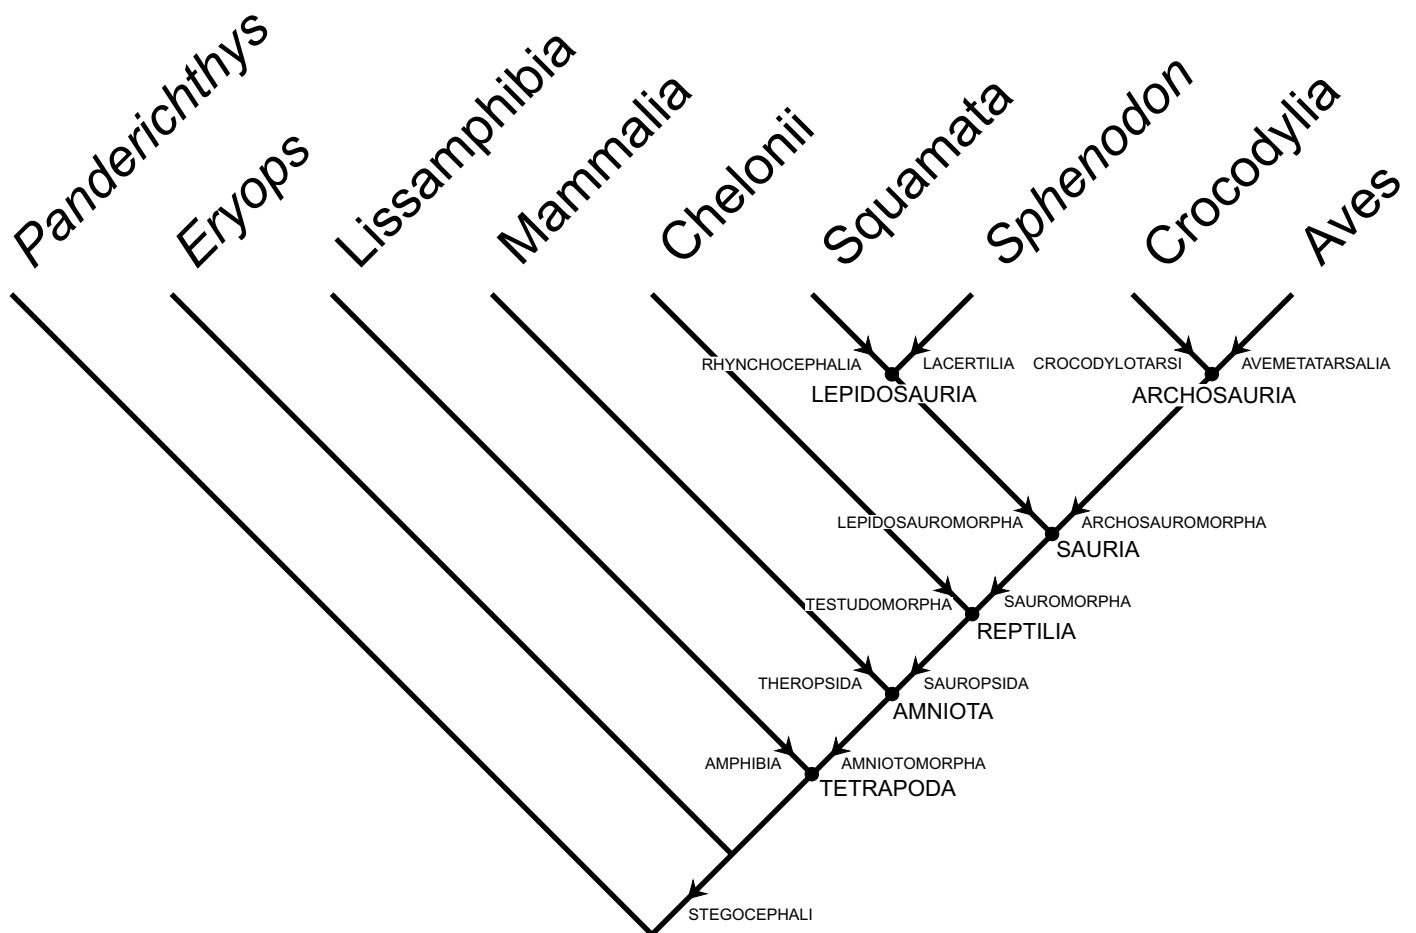 Panderichthys
Eryops
Lissamphibia
Mammalia
Chelonii
Squamata
Sphenodon
Crocodylia
Aves
RHYNCHOCEPHALIA
LACERTILIA
CROCODYLOTARSI
AVEMETATARSALIA
LEPIDOSAURIA
ARCHOSAURIA
LEPIDOSAUROMORPHA
ARCHOSAUROMORPHA
SAURIA
TESTUDOMORPHA
SAUROMORPHA
REPTILIA
THEROPSIDA
SAUROPSIDA
AMNIOTA
AMPHIBIA
AMNIOTOMORPHA
TETRAPODA
STEGOCEPHALI